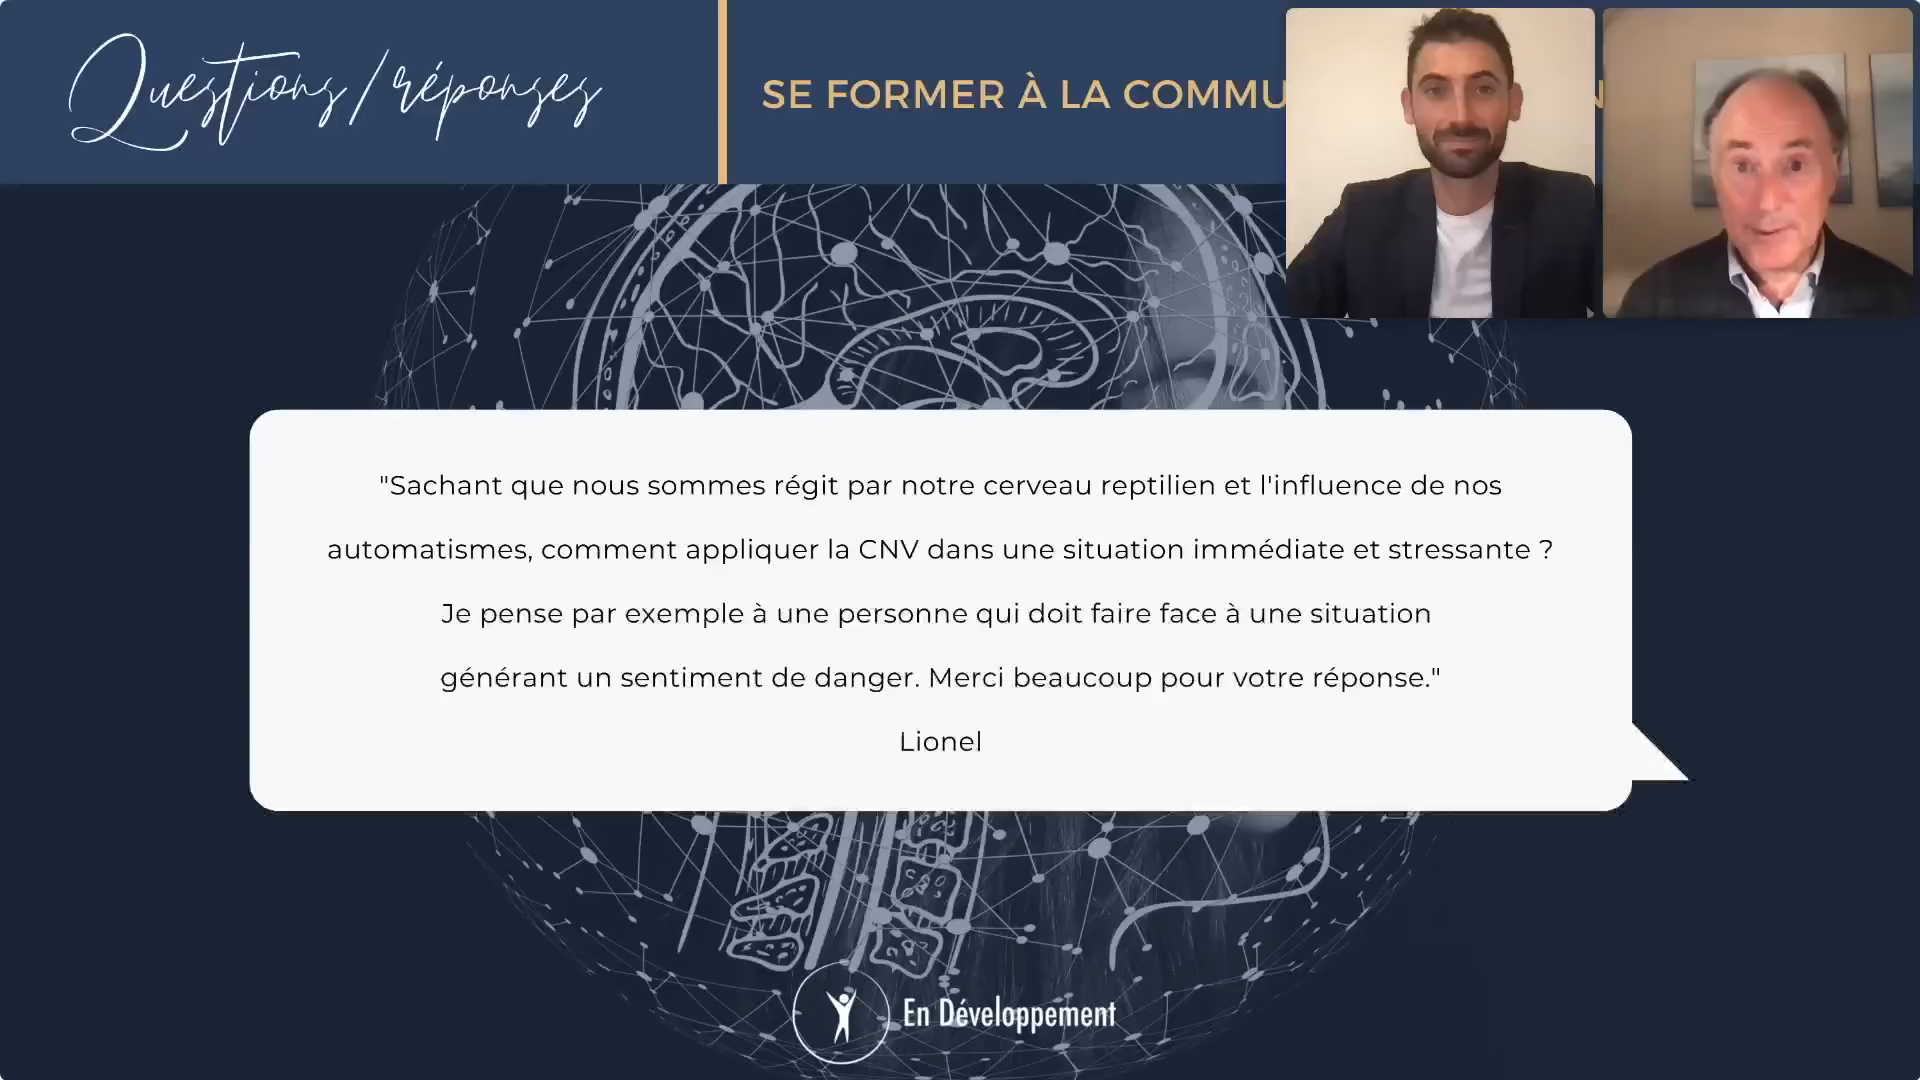 Questions/réponses
SE FORMER À LA COMMU
"Sachant que nous sommes régit par notre cerveau reptilien et l'influence de nos
automatismes, comment appliquer la CNV dans une situation immédiate et stressante ?
Je pense par exemple à une personne qui doit faire face à une situation
générant un sentiment de danger. Merci beaucoup pour votre réponse."
Lionel
En Développement